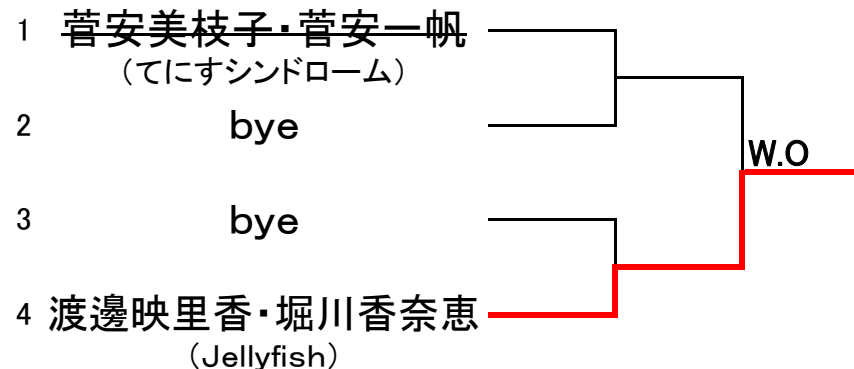 1 菅安美枝子・菅安一帆
（てにすシンドローム）
2 bye
W.O
3 bye
4 渡邊映里香・堀川香奈恵
（Jellyfish）